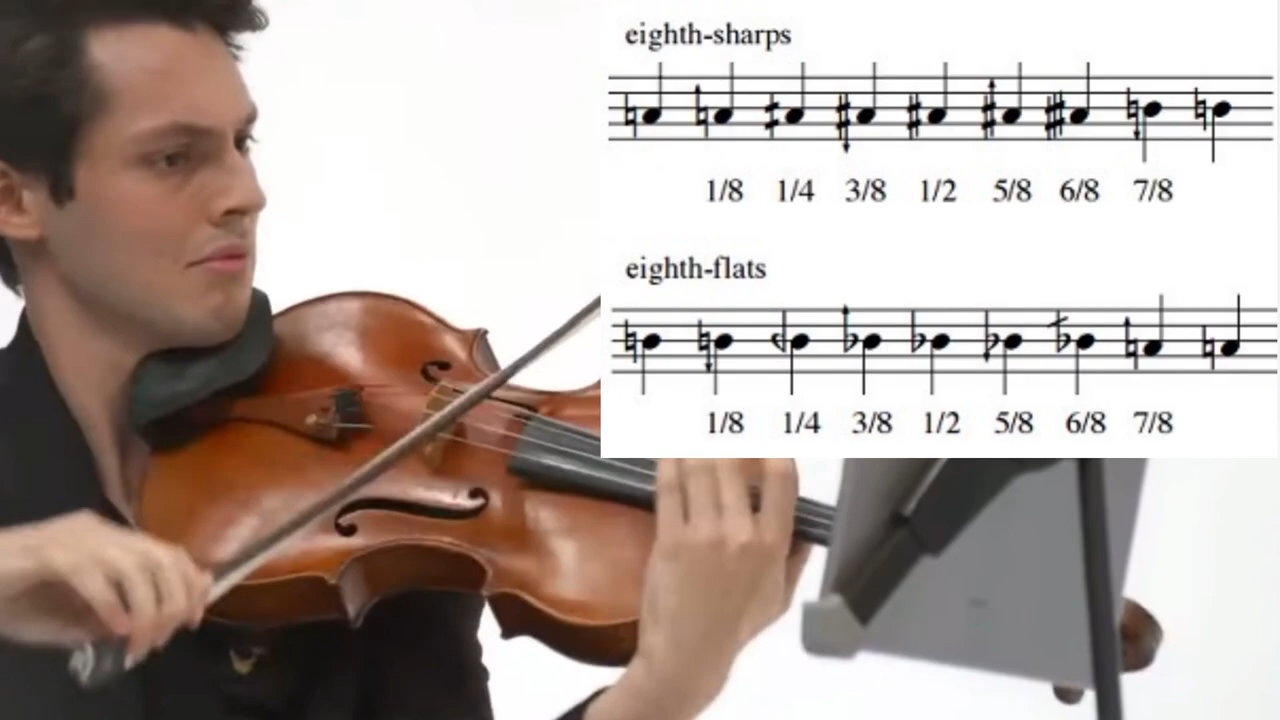 eighth-sharps
1/8 1/4 3/8 1/2 5/8 6/8 7/8
eighth-flats
1/8 1/4 3/8 1/2 5/8 6/8 7/8